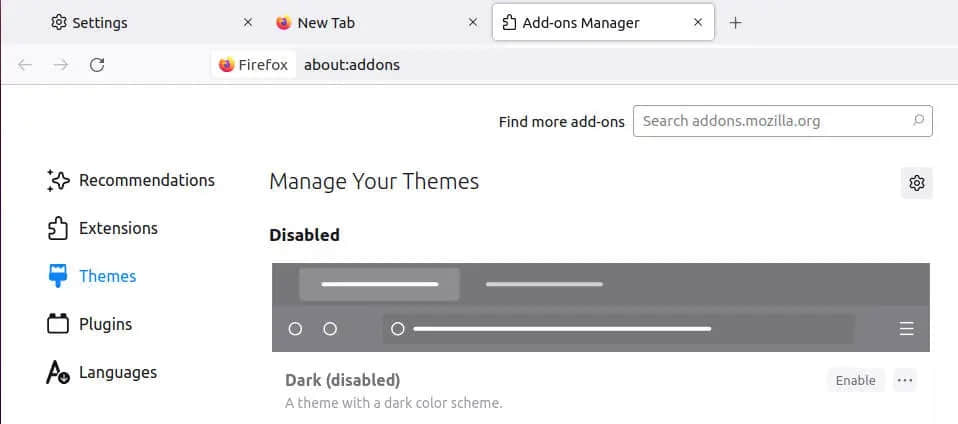 Settings
New Tab
Add-ons Manager
Firefox about:addons
Find more add-ons Search addons.mozilla.org
Recommendations
Extensions
Themes
Plugins
Languages
Manage Your Themes
Disabled
Dark (disabled)
Enable
A theme with a dark color scheme.